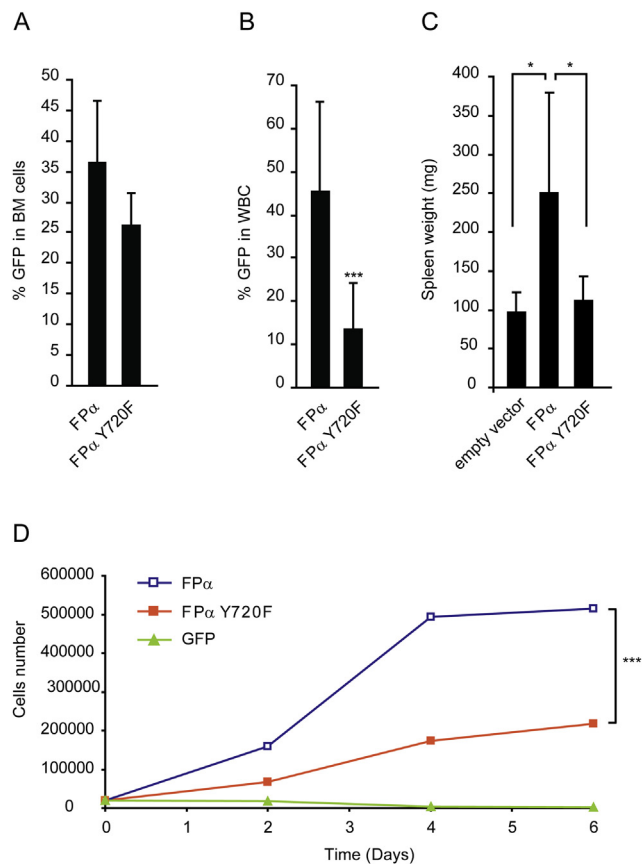 A
% GFP in BM cells
50
45
40
35
30
25
20
15
10
5
0
FPα
FPα Y720F
B
% GFP in WBC
70
60
50
40
30
20
10
0
***
FPα
FPα Y720F
C
Spleen weight (mg)
400
350
300
250
200
150
100
50
0
*
*
empty vector
FPα
FPα Y720F
D
Cells number
600000
500000
400000
300000
200000
100000
0
FPα
FPα Y720F
GFP
***
0 1 2 3 4 5 6
Time (Days)